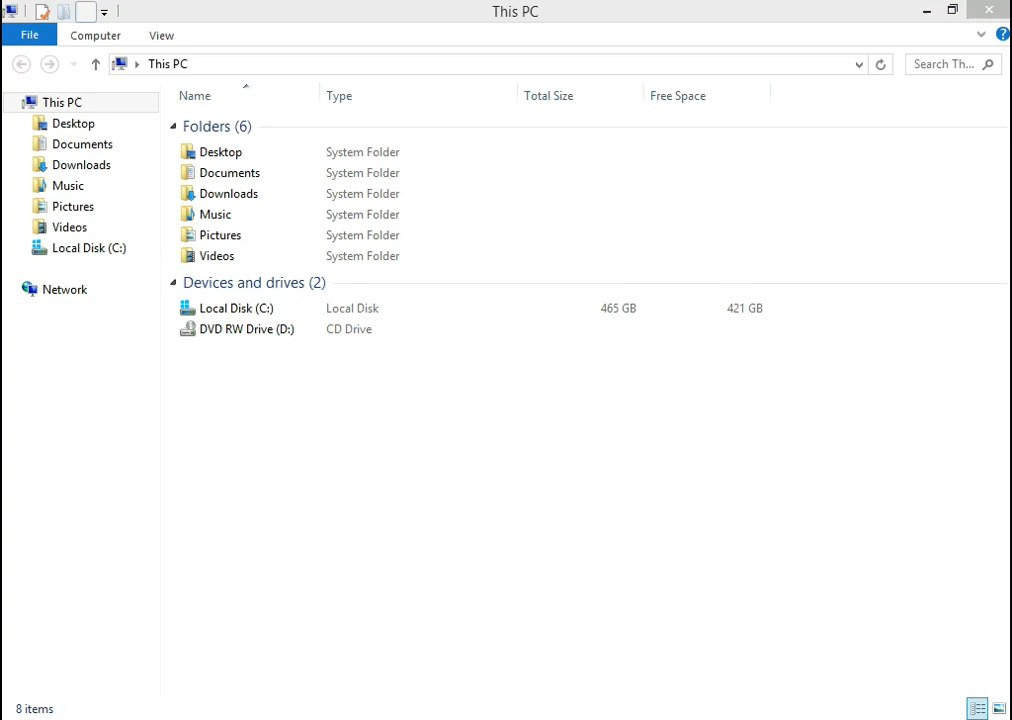 This PC
File Computer View
This PC Search Th...
This PC
Desktop
Documents
Downloads
Music
Pictures
Videos
Local Disk (C:)
Network
Name Type Total Size Free Space
Folders (6)
Desktop System Folder
Documents System Folder
Downloads System Folder
Music System Folder
Pictures System Folder
Videos System Folder
Devices and drives (2)
Local Disk (C:) Local Disk 465 GB 421 GB
DVD RW Drive (D:) CD Drive
8 items